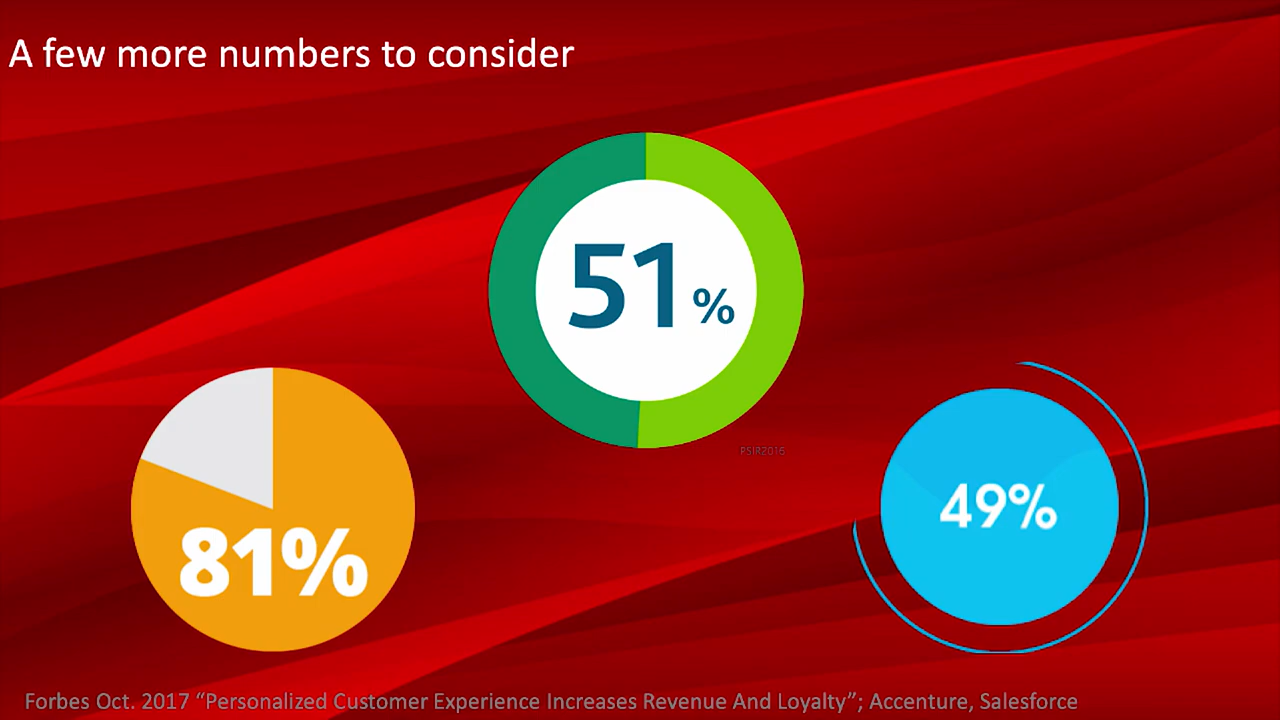 A few more numbers to consider
51%
PSIR2016
81%
49%
Forbes Oct. 2017 “Personalized Customer Experience Increases Revenue And Loyalty”; Accenture, Salesforce